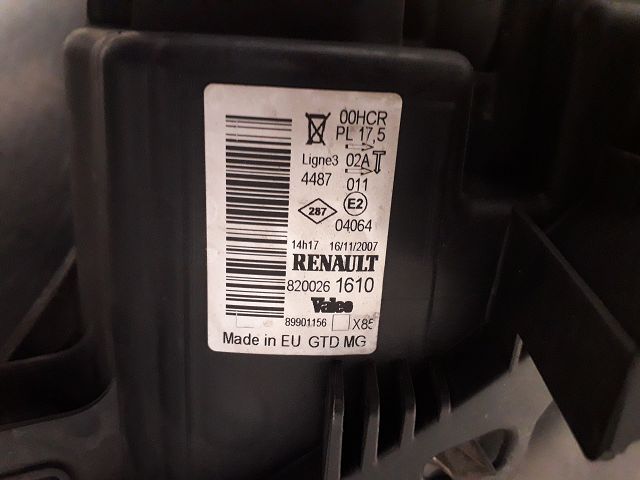 00HCR
PL 17,5
Ligne3 02A
4487 011
287 E2
04064
14h17 16/11/2007
RENAULT
820026 1610
Valeo
89901156 X85
Made in EU GTD MG